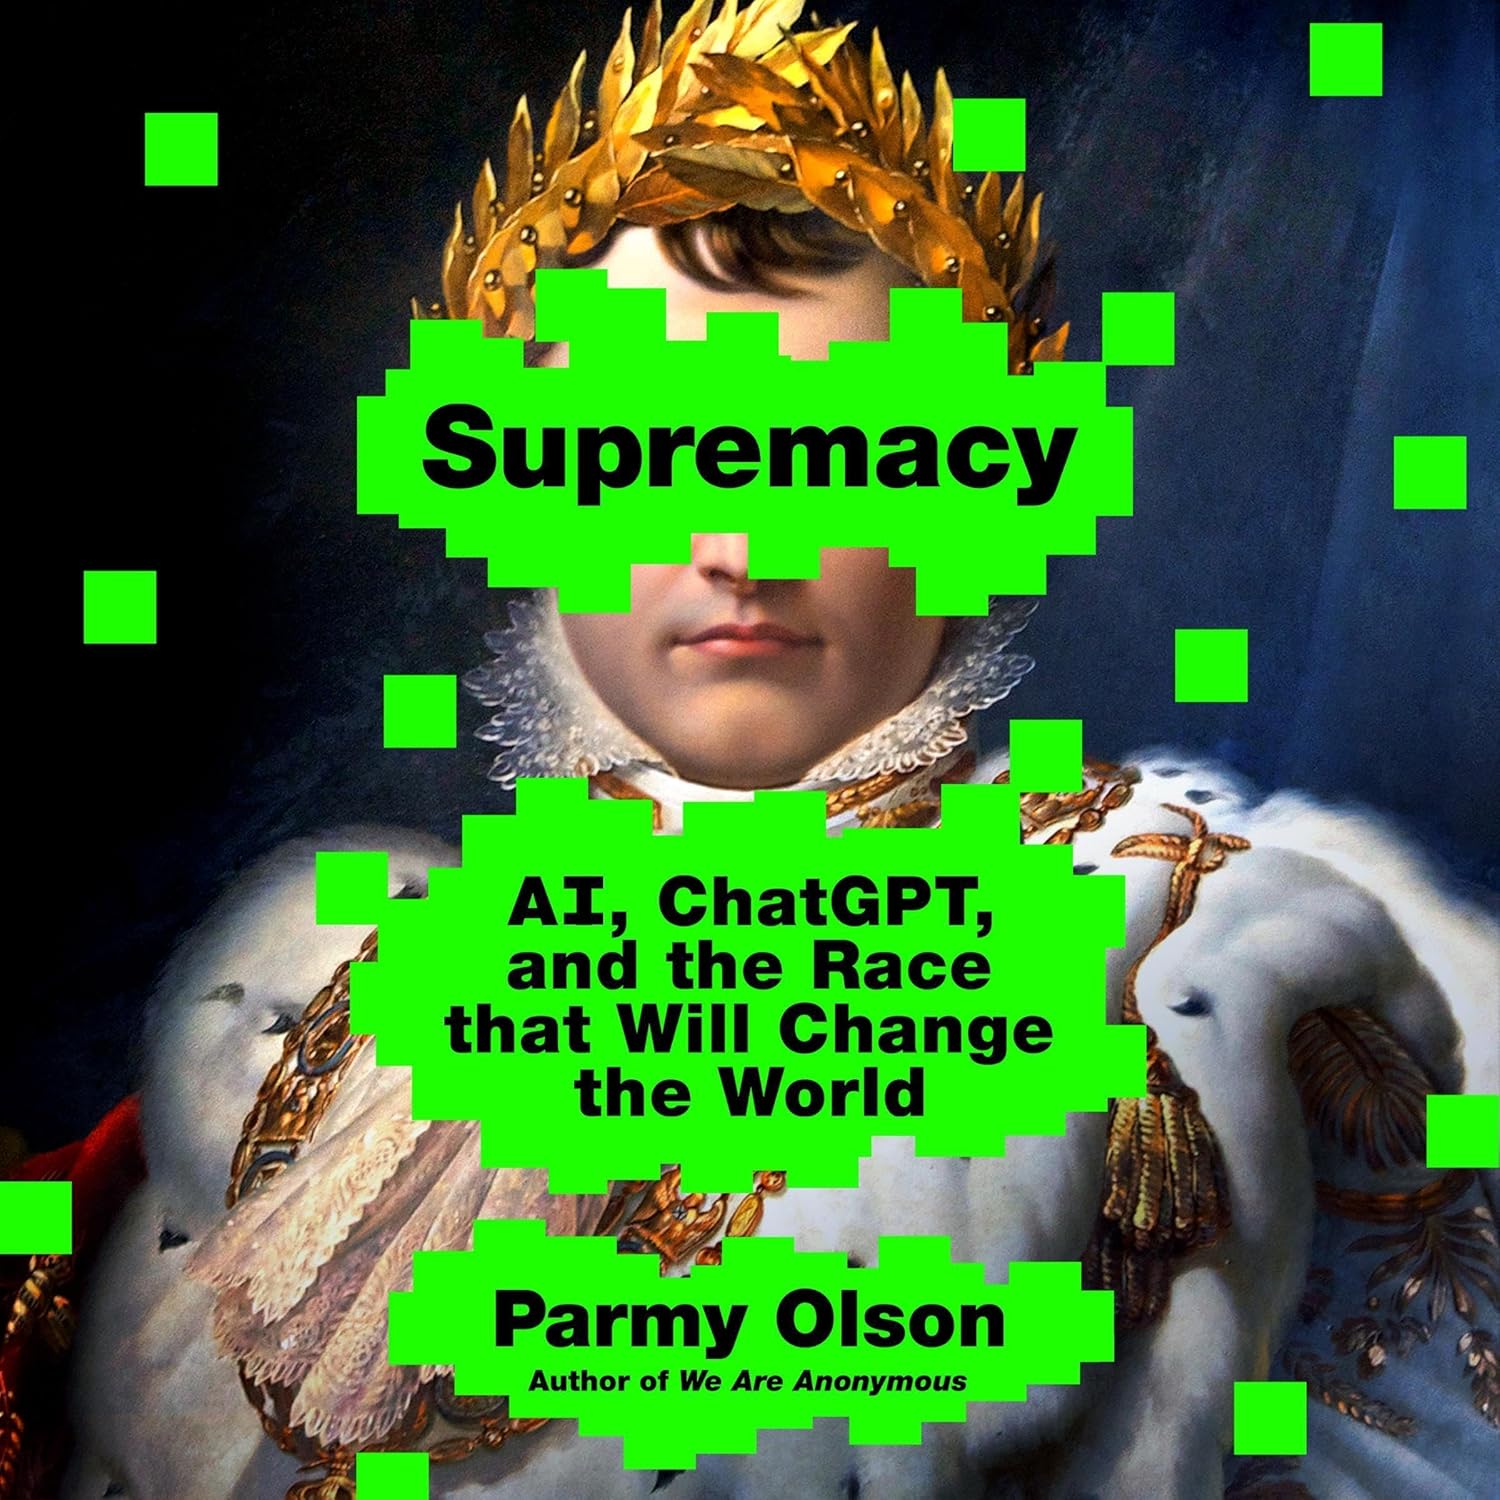 Supremacy
AI, ChatGPT,
and the Race
that Will Change
the World
Parmy Olson
Author of We Are Anonymous